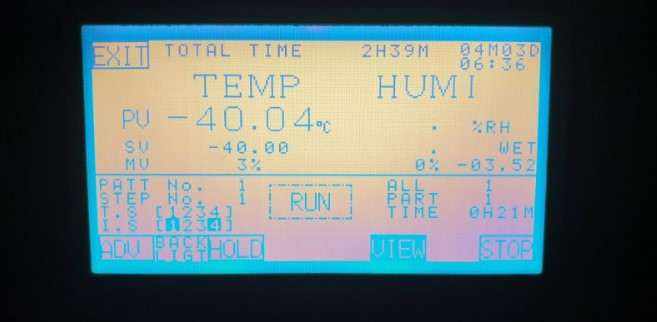 EXIT TOTAL TIME 2H39M 04M03D
06:36
TEMP HUMI
PV -40.04°C . %RH
SV -40.00 . WET
MV 3% 0% -03.52
PATT No. 1 ALL 1
STEP No. 1 RUN PART 1
T.S [1234] TIME 0H21M
I.S [1234]
ADV BACK LIGT HOLD VIEW STOP